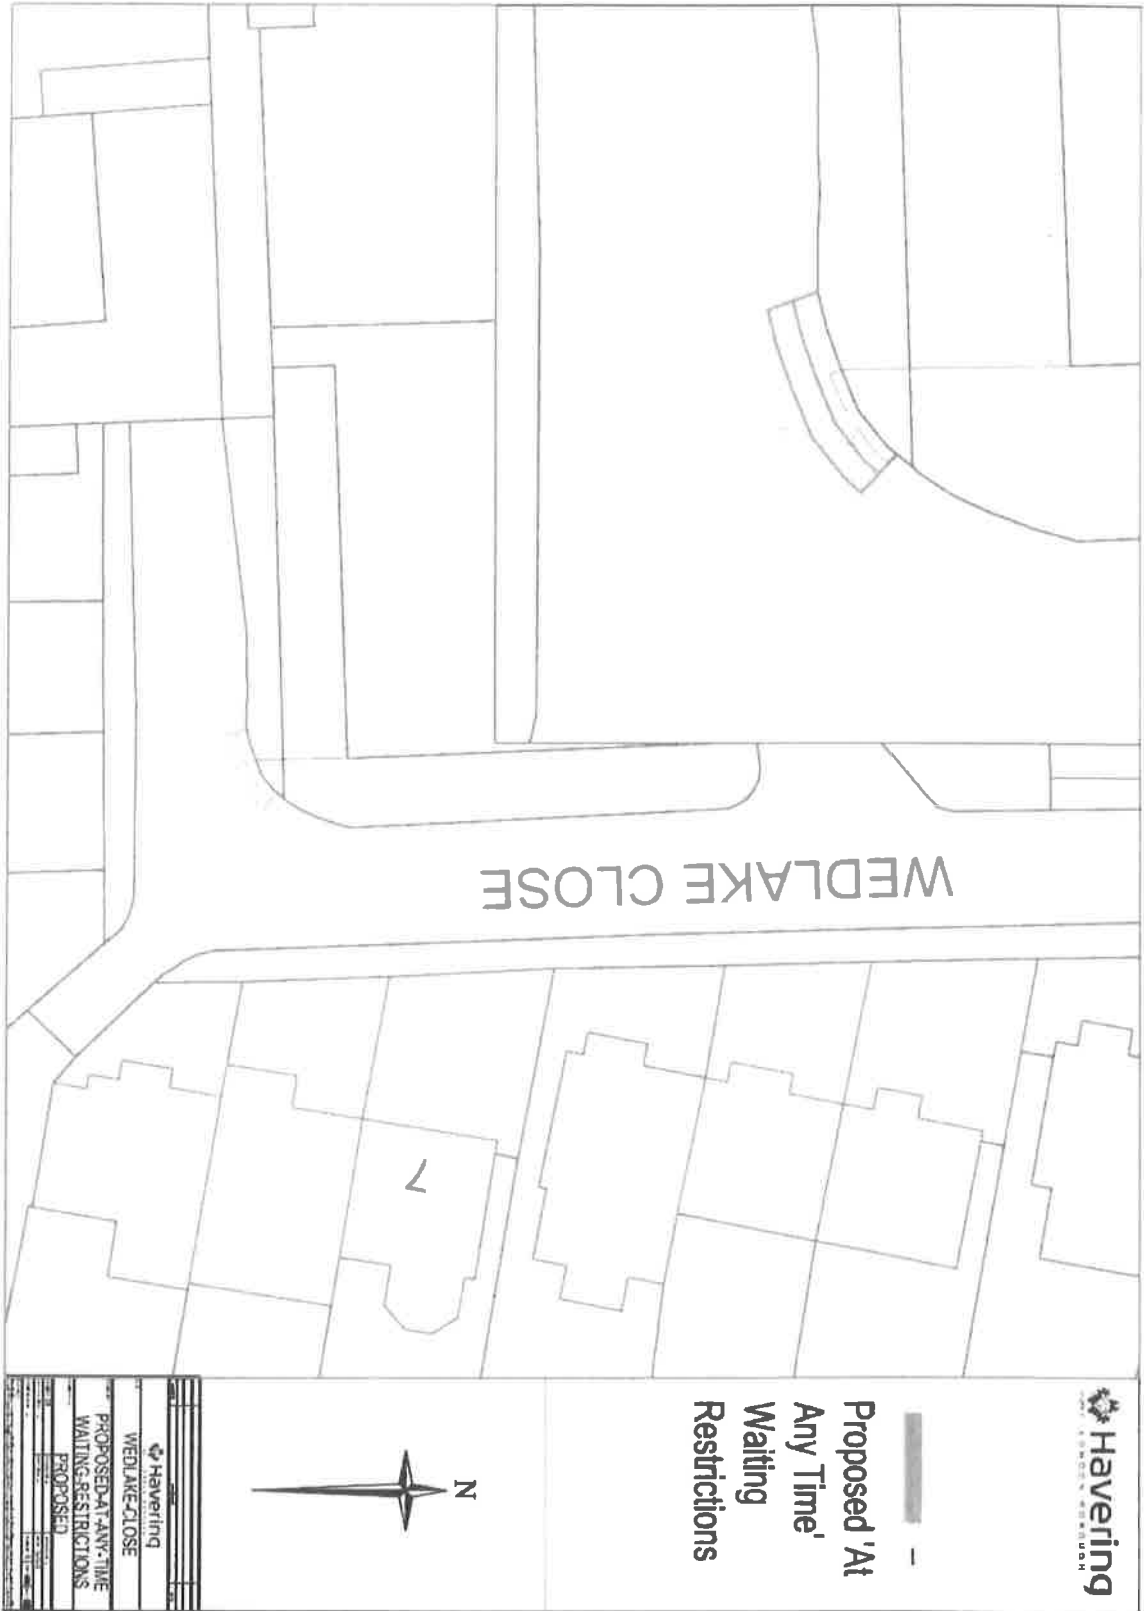 Havering
–
Proposed 'At
Any Time'
Waiting
Restrictions
N
WEDLAKE CLOSE
7
Havering
WEDLAKE-CLOSE
PROPOSED-AT-ANY-TIME
WAITING-RESTRICTIONS
PROPOSED